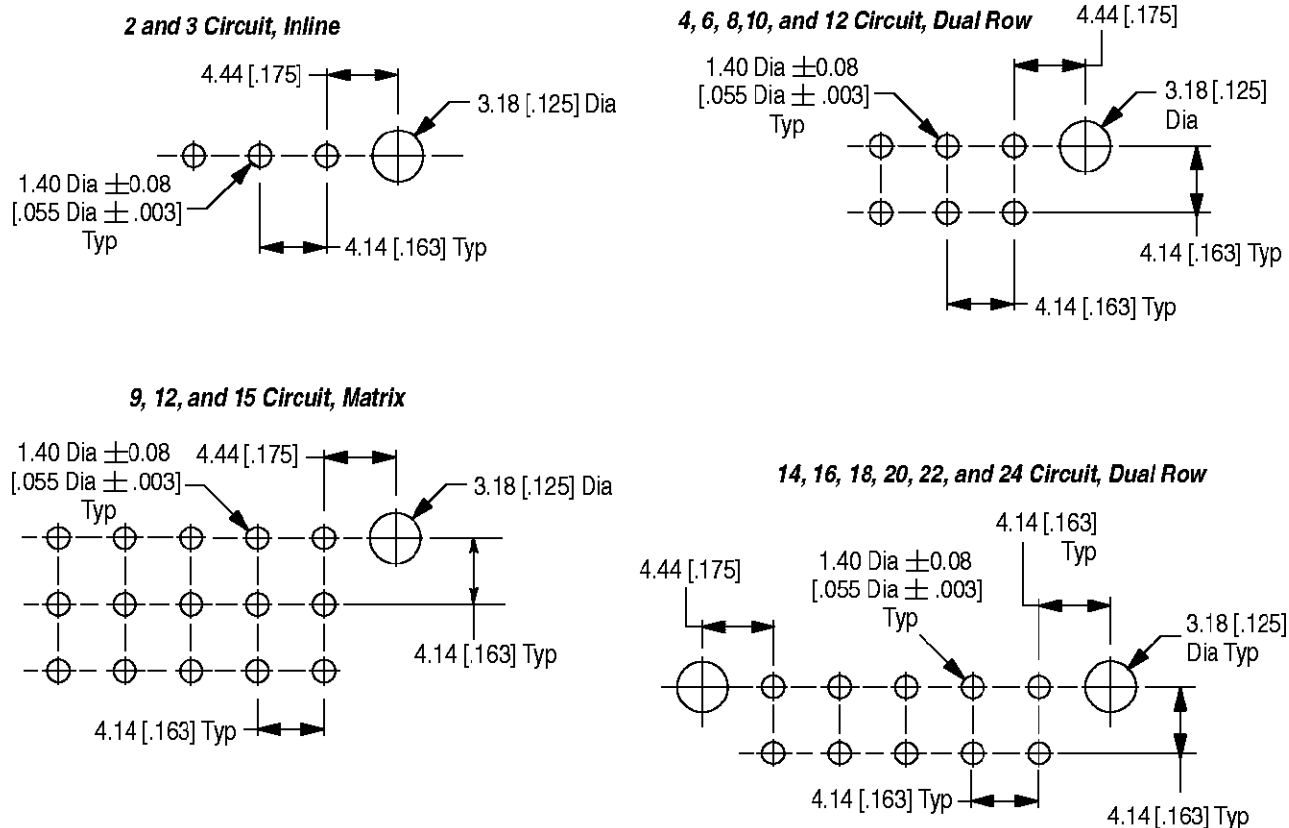 2 and 3 Circuit, Inline
4.44 [.175]
3.18 [.125] Dia
1.40 Dia ±0.08
[.055 Dia ± .003]
Typ
4.14 [.163] Typ
4, 6, 8,10, and 12 Circuit, Dual Row
4.44 [.175]
1.40 Dia ±0.08
[.055 Dia ± .003]
Typ
3.18 [.125]
Dia
4.14 [.163] Typ
4.14 [.163] Typ
9, 12, and 15 Circuit, Matrix
1.40 Dia ±0.08
[.055 Dia ± .003]
Typ
4.44 [.175]
3.18 [.125] Dia
4.14 [.163] Typ
4.14 [.163] Typ
14, 16, 18, 20, 22, and 24 Circuit, Dual Row
4.14 [.163]
Typ
4.44 [.175]
1.40 Dia ±0.08
[.055 Dia ± .003]
Typ
3.18 [.125]
Dia Typ
4.14 [.163] Typ
4.14 [.163] Typ